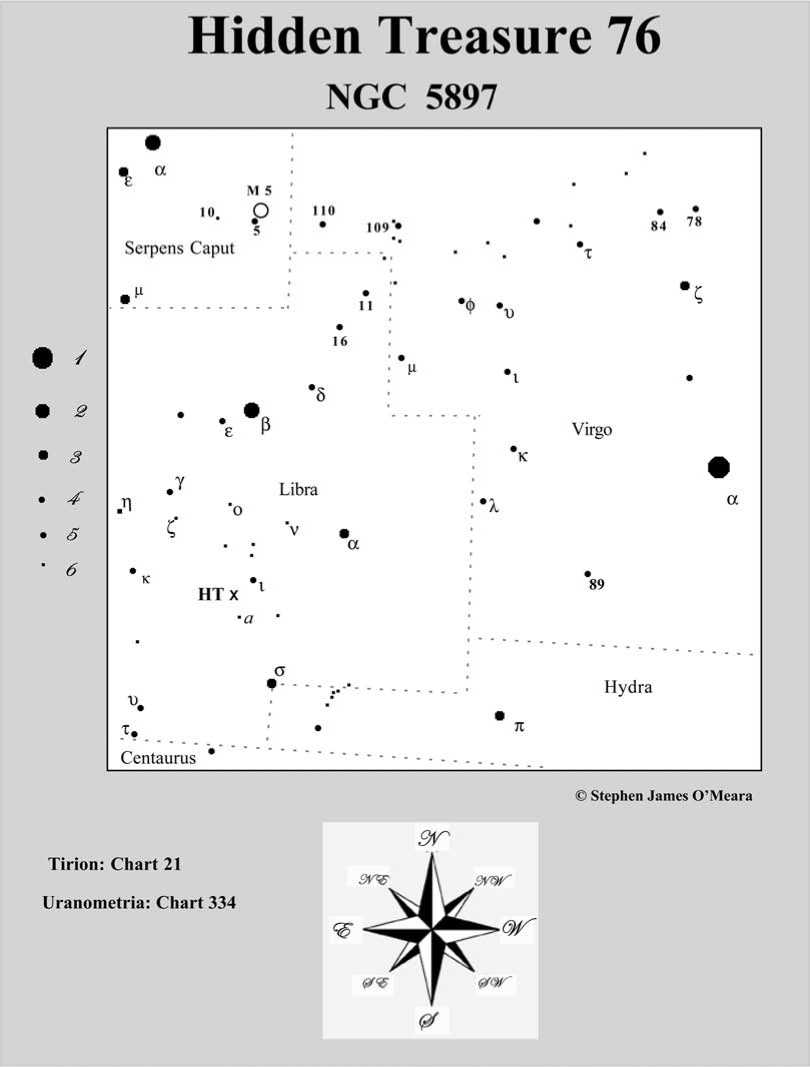 Hidden Treasure 76
NGC 5897
α
ε
M 5
10
5
110
109
84
78
τ
Serpens Caput
μ
ζ
11
φ
υ
16
1
μ
δ
ι
2
ε
β
Virgo
3
κ
α
γ
Libra
4
η
ο
λ
ζ
ν
α
5
6
κ
ι
89
HT x
a
σ
Hydra
υ
π
τ
Centaurus
© Stephen James O’Meara
N
Tirion: Chart 21
NE
NW
Uranometria: Chart 334
E
W
SE
SW
S